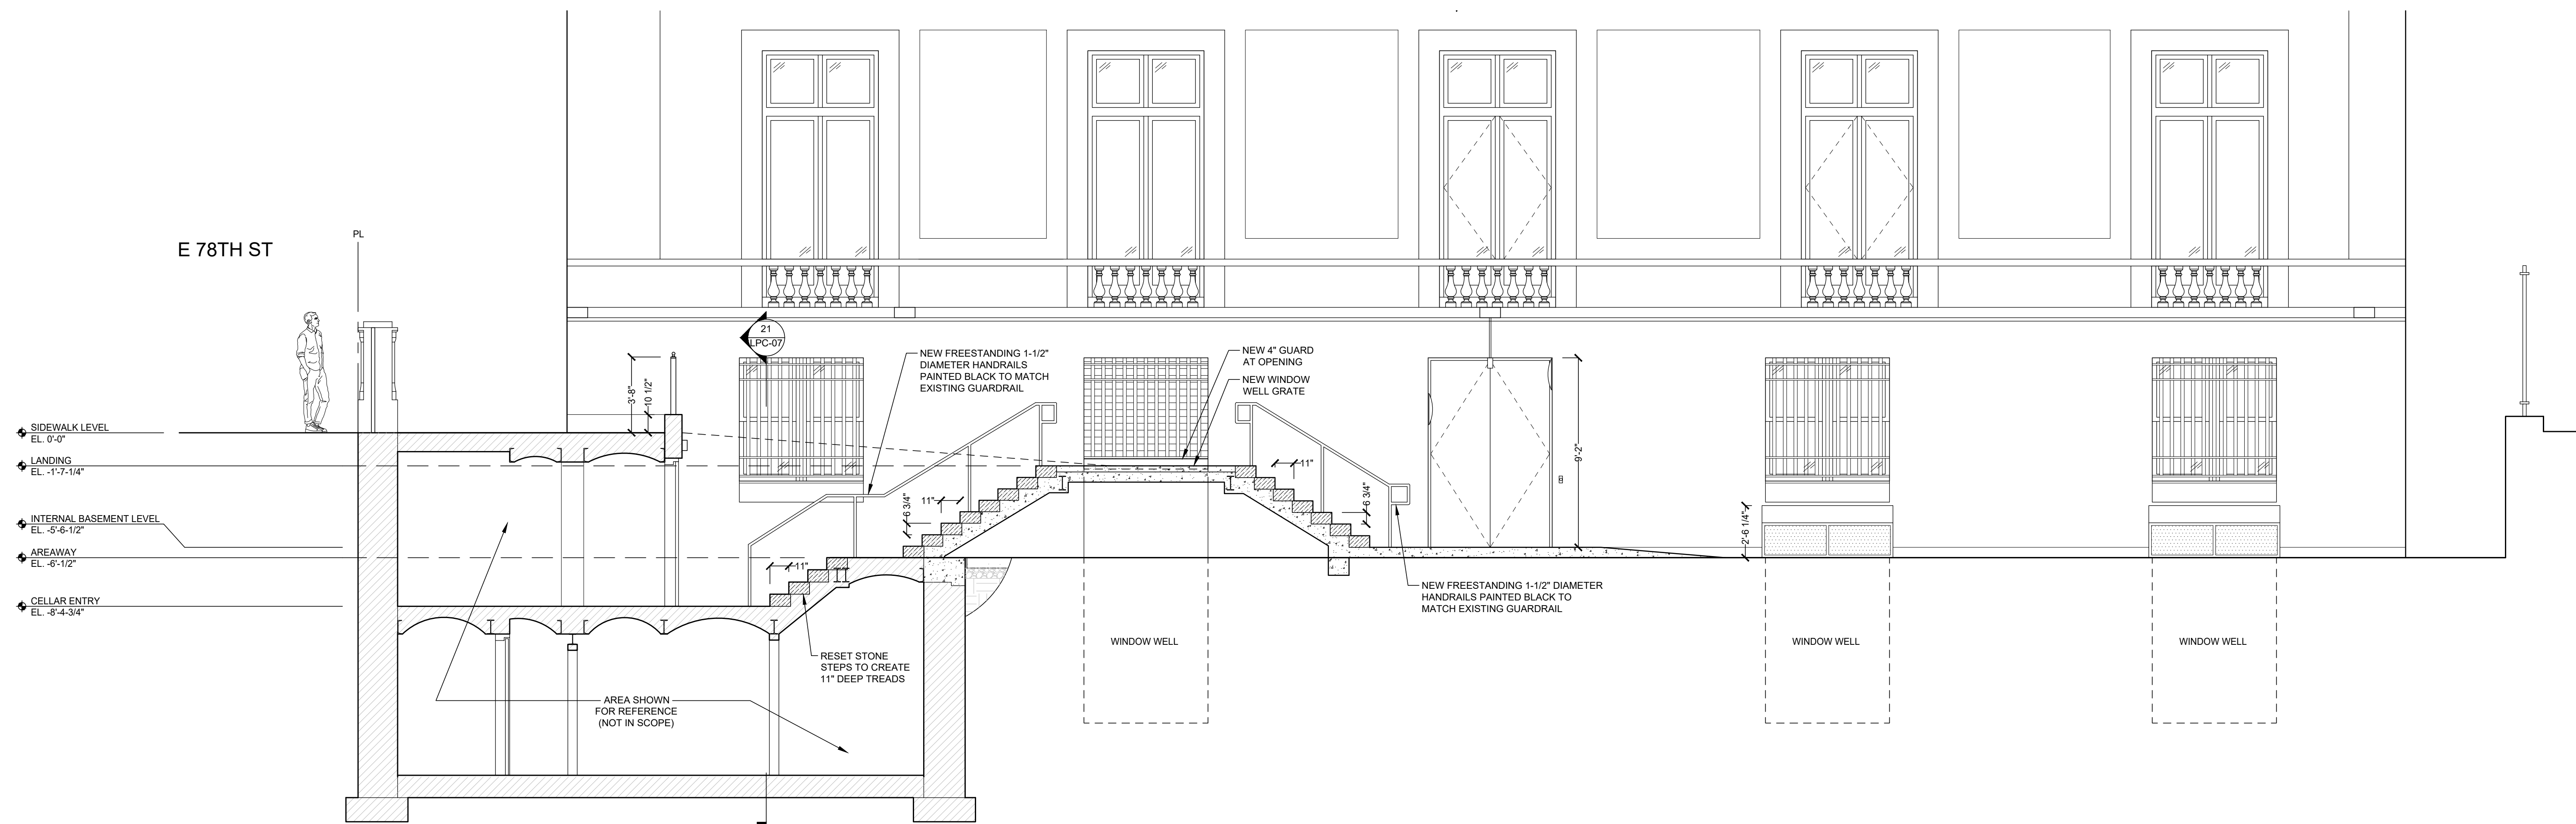 E 78TH ST
PL
21
LPC-07
3'-8"
10 1/2"
NEW FREESTANDING 1-1/2"
DIAMETER HANDRAILS
PAINTED BLACK TO MATCH
EXISTING GUARDRAIL
NEW 4" GUARD
AT OPENING
NEW WINDOW
WELL GRATE
SIDEWALK LEVEL
EL. 0'-0"
LANDING
EL. -1'-7-1/4"
INTERNAL BASEMENT LEVEL
EL. -5'-6-1/2"
AREAWAY
EL. -6'-1/2"
CELLAR ENTRY
EL. -8'-4-3/4"
11"
6 3/4"
11"
11"
6 3/4"
9'-2"
2'-6 1/4"
NEW FREESTANDING 1-1/2" DIAMETER
HANDRAILS PAINTED BLACK TO
MATCH EXISTING GUARDRAIL
RESET STONE
STEPS TO CREATE
11" DEEP TREADS
AREA SHOWN
FOR REFERENCE
(NOT IN SCOPE)
WINDOW WELL
WINDOW WELL
WINDOW WELL